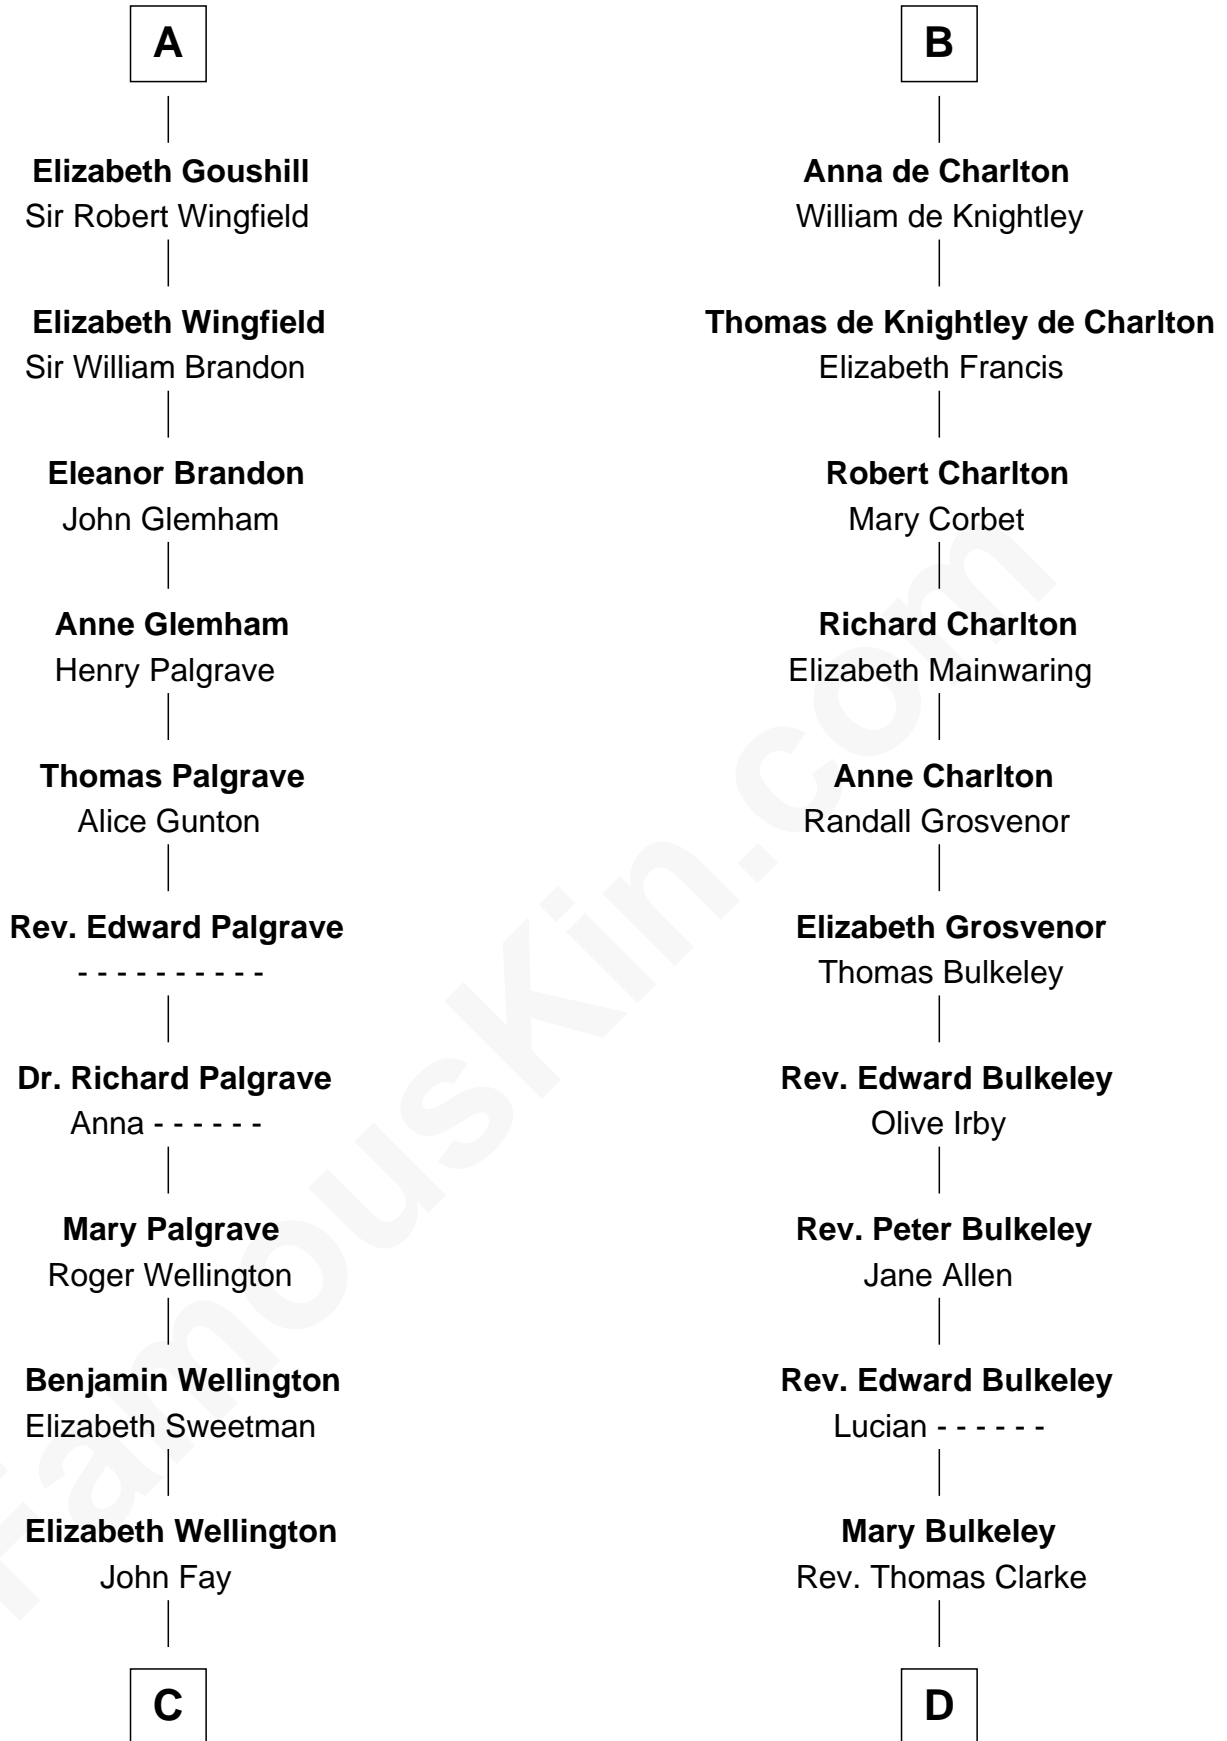 A
Elizabeth Goushill
Sir Robert Wingfield
Elizabeth Wingfield
Sir William Brandon
Eleanor Brandon
John Glemham
Anne Glemham
Henry Palgrave
Thomas Palgrave
Alice Gunton
Rev. Edward Palgrave
- - - - - - - - - -
Dr. Richard Palgrave
Anna - - - - - -
Mary Palgrave
Roger Wellington
Benjamin Wellington
Elizabeth Sweetman
Elizabeth Wellington
John Fay
C
B
Anna de Charlton
William de Knightley
Thomas de Knightley de Charlton
Elizabeth Francis
Robert Charlton
Mary Corbet
Richard Charlton
Elizabeth Mainwaring
Anne Charlton
Randall Grosvenor
Elizabeth Grosvenor
Thomas Bulkeley
Rev. Edward Bulkeley
Olive Irby
Rev. Peter Bulkeley
Jane Allen
Rev. Edward Bulkeley
Lucian - - - - - -
Mary Bulkeley
Rev. Thomas Clarke
D
FamousKin.com